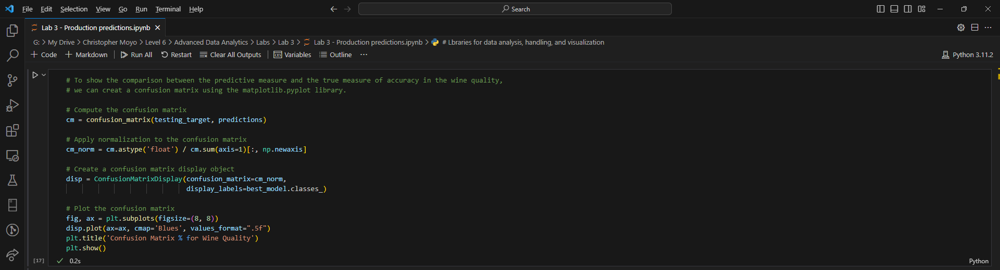 File Edit Selection View Go Run Terminal Help Search
Lab 3 - Production predictions.ipynb
G: > My Drive > Christopher Moyo > Level 6 > Advanced Data Analytics > Labs > Lab 3 > Lab 3 - Production predictions.ipynb > # Lbraries for data analysis, handling, and visualization
+ Code + Markdown | Run All Restart Clear All Outputs | Variables Outline ... Python 3.11.2
# To show the comparison between the predictive measure and the true measure of accuracy in the wine quality,
# we can creat a confusion matrix using the matplotlib.pyplot library.
# Compute the confusion matrix
cm = confusion_matrix(testing_target, predictions)
# Apply normalization to the confusion matrix
cm_norm = cm.astype('float') / cm.sum(axis=1)[:, np.newaxis]
# Create a confusion matrix display object
disp = ConfusionMatrixDisplay(confusion_matrix=cm_norm,
display_labels=best_model.classes_)
# Plot the confusion matrix
fig, ax = plt.subplots(figsize=(8, 8))
disp.plot(ax=ax, cmap='Blues', values_format=".5f")
plt.title('Confusion Matrix % for Wine Quality')
plt.show()
[17] 0.2s Python